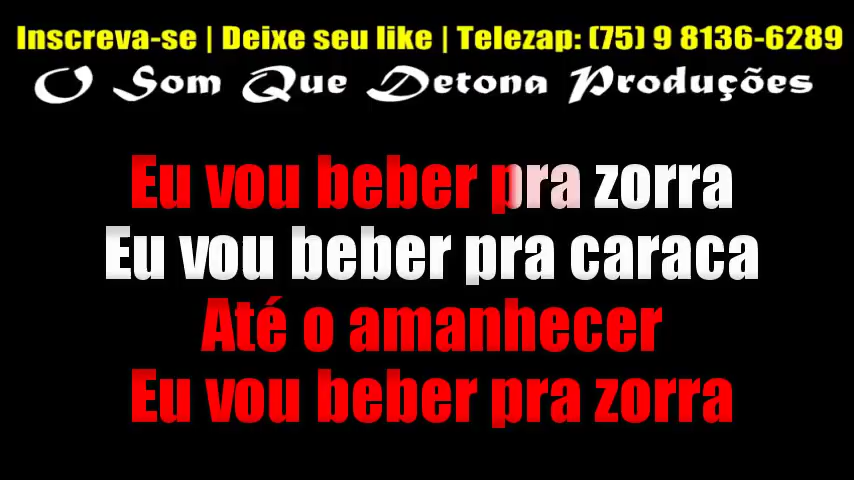 Inscreva-se | Deixe seu like | Telezap: (75) 9 8136-6289
O Som Que Detona Produções
Eu vou beber pra zorra
Eu vou beber pra caraca
Até o amanhecer
Eu vou beber pra zorra